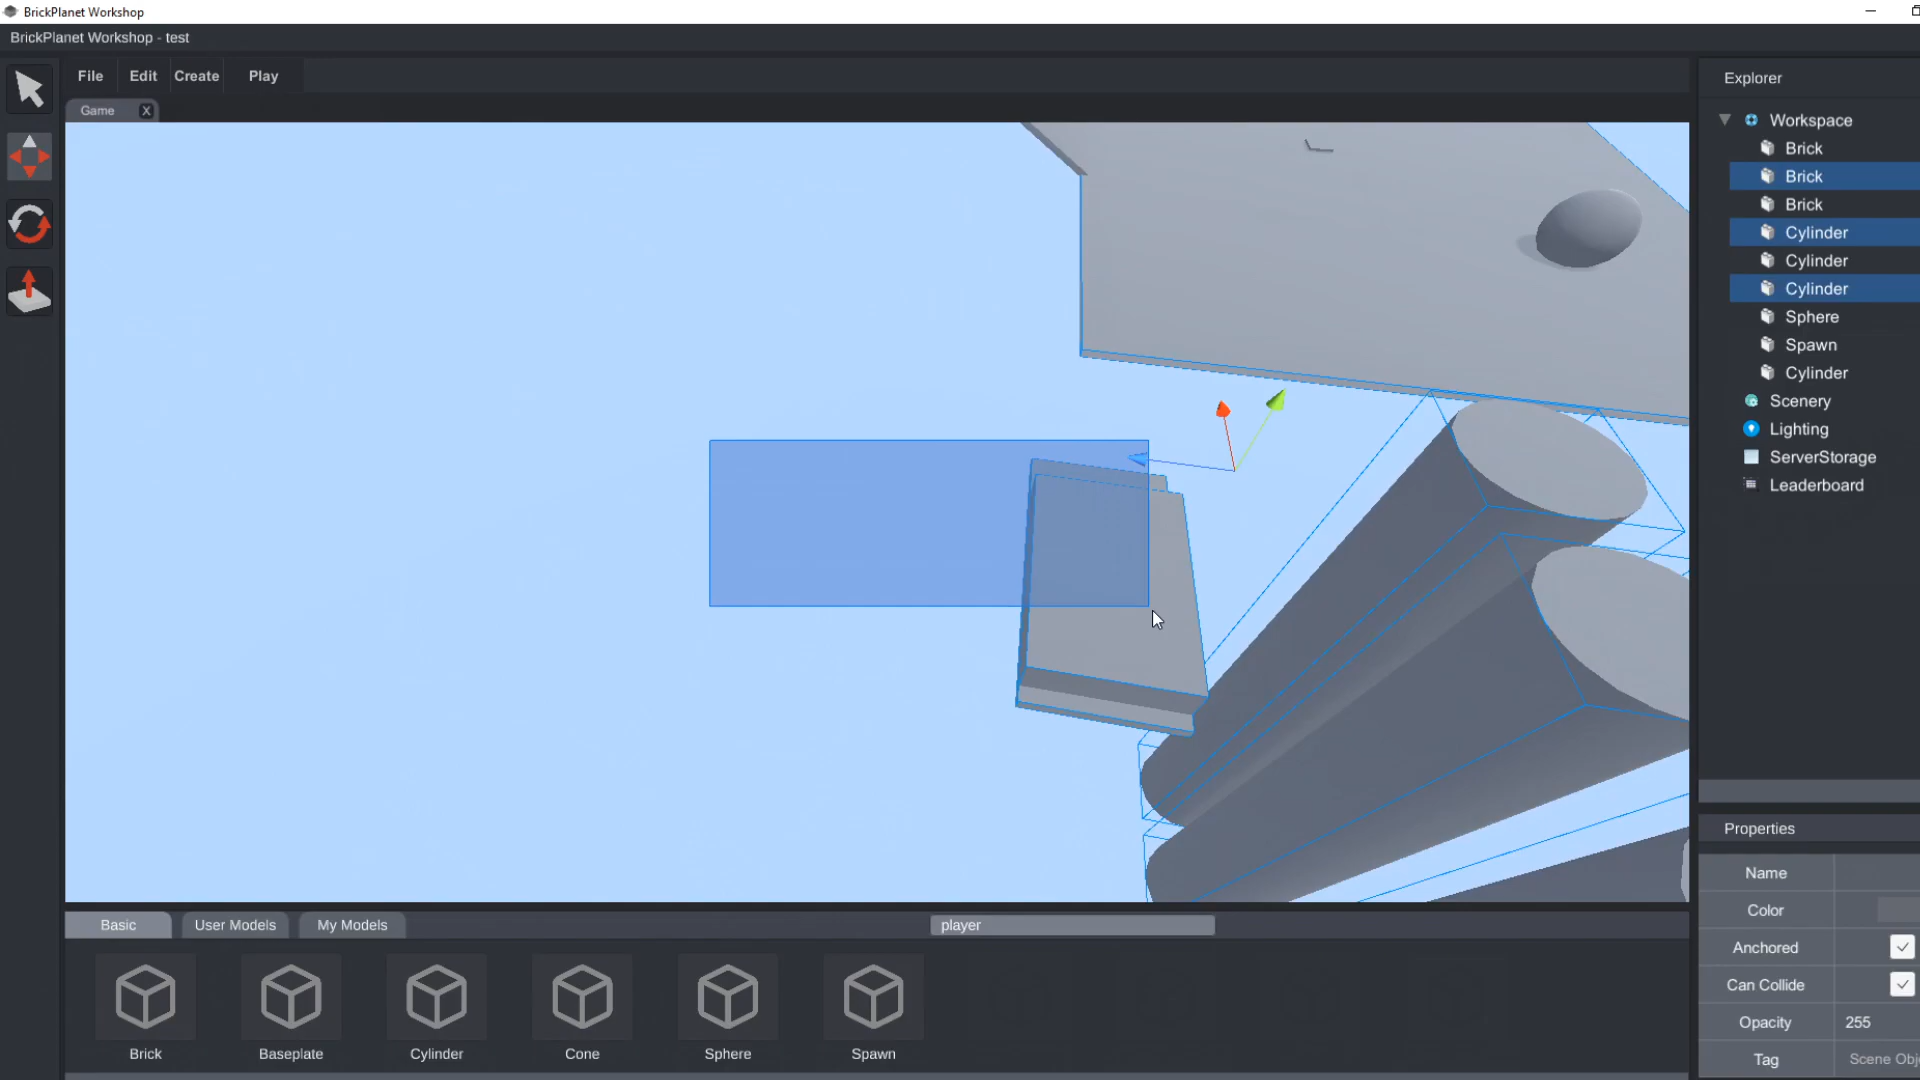 BrickPlanet Workshop
BrickPlanet Workshop - test
File Edit Create Play
Game X
Explorer
Workspace
Brick
Brick
Brick
Cylinder
Cylinder
Cylinder
Sphere
Spawn
Cylinder
Scenery
Lighting
ServerStorage
Leaderboard
Properties
Name
Color
Anchored
Can Collide
Opacity 255
Tag Scene Obj
Basic User Models My Models player
Brick Baseplate Cylinder Cone Sphere Spawn